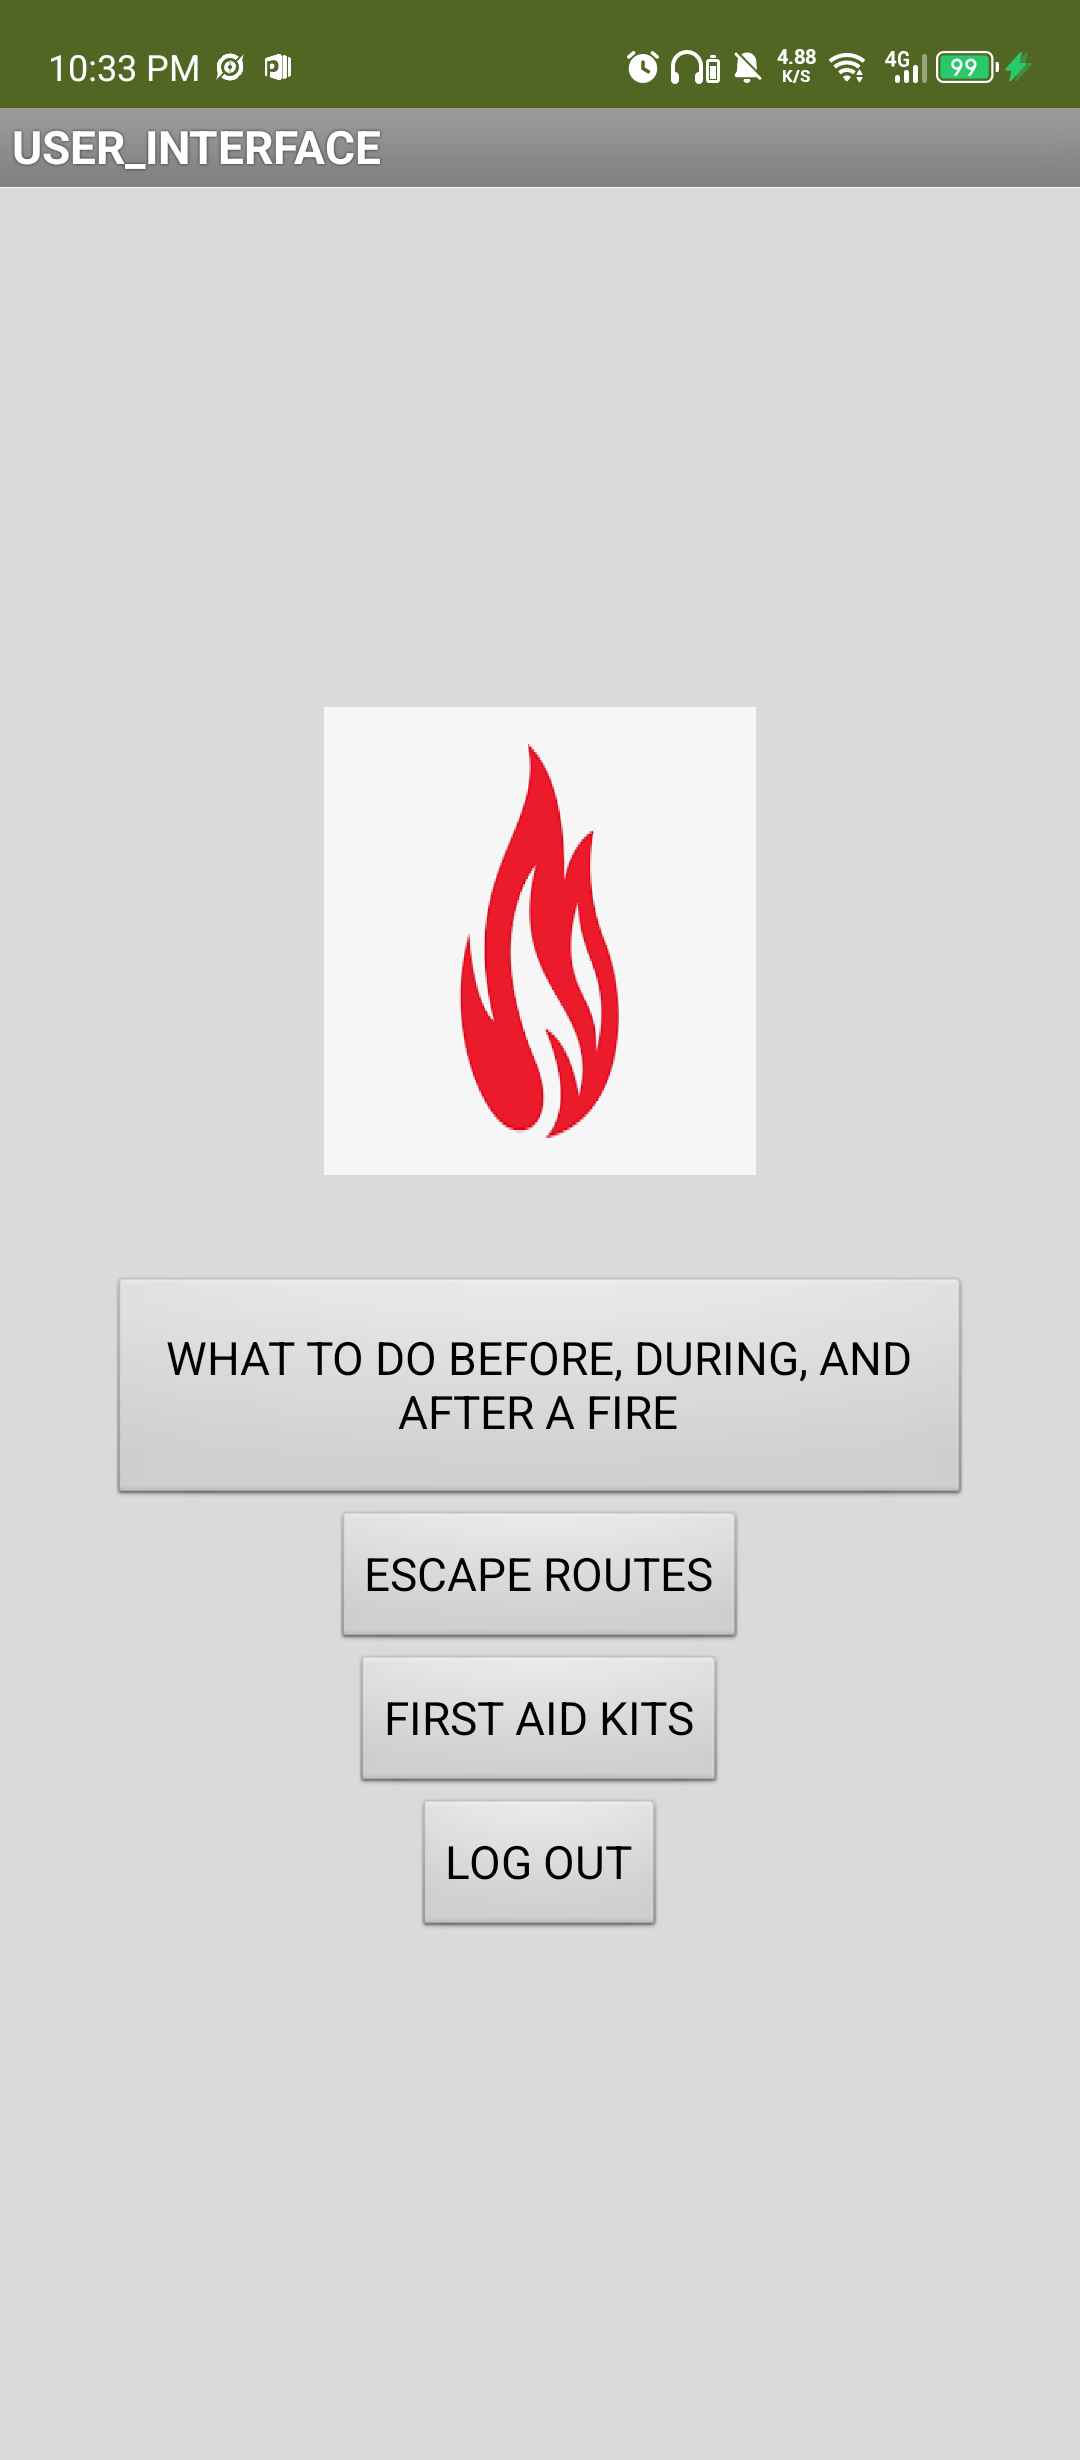 10:33 PM 4.88 K/S 4G 99
USER_INTERFACE
WHAT TO DO BEFORE, DURING, AND
AFTER A FIRE
ESCAPE ROUTES
FIRST AID KITS
LOG OUT